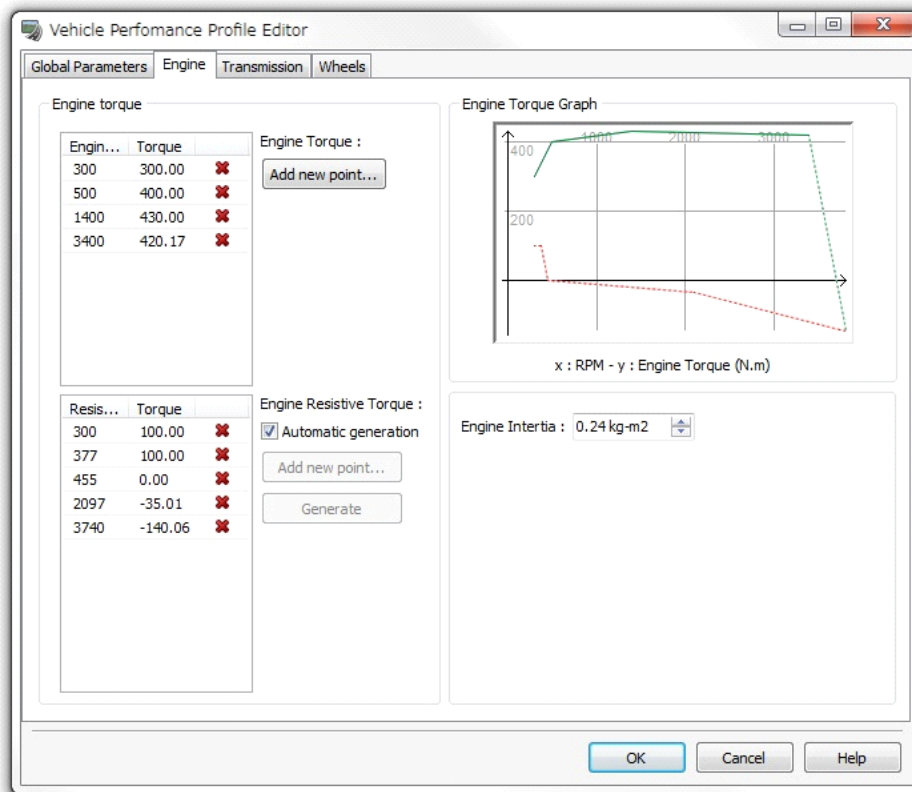 Vehicle Perfomance Profile Editor
Global Parameters Engine Transmission Wheels
Engine torque
Engin... Torque
300 300.00
500 400.00
1400 430.00
3400 420.17
Engine Torque :
Add new point...
Resis... Torque
300 100.00
377 100.00
455 0.00
2097 -35.01
3740 -140.06
Engine Resistive Torque :
Automatic generation
Add new point...
Generate
Engine Torque Graph
1000 2000 3000
400
200
x : RPM - y : Engine Torque (N.m)
Engine Intertia : 0.24 kg-m2
OK Cancel Help